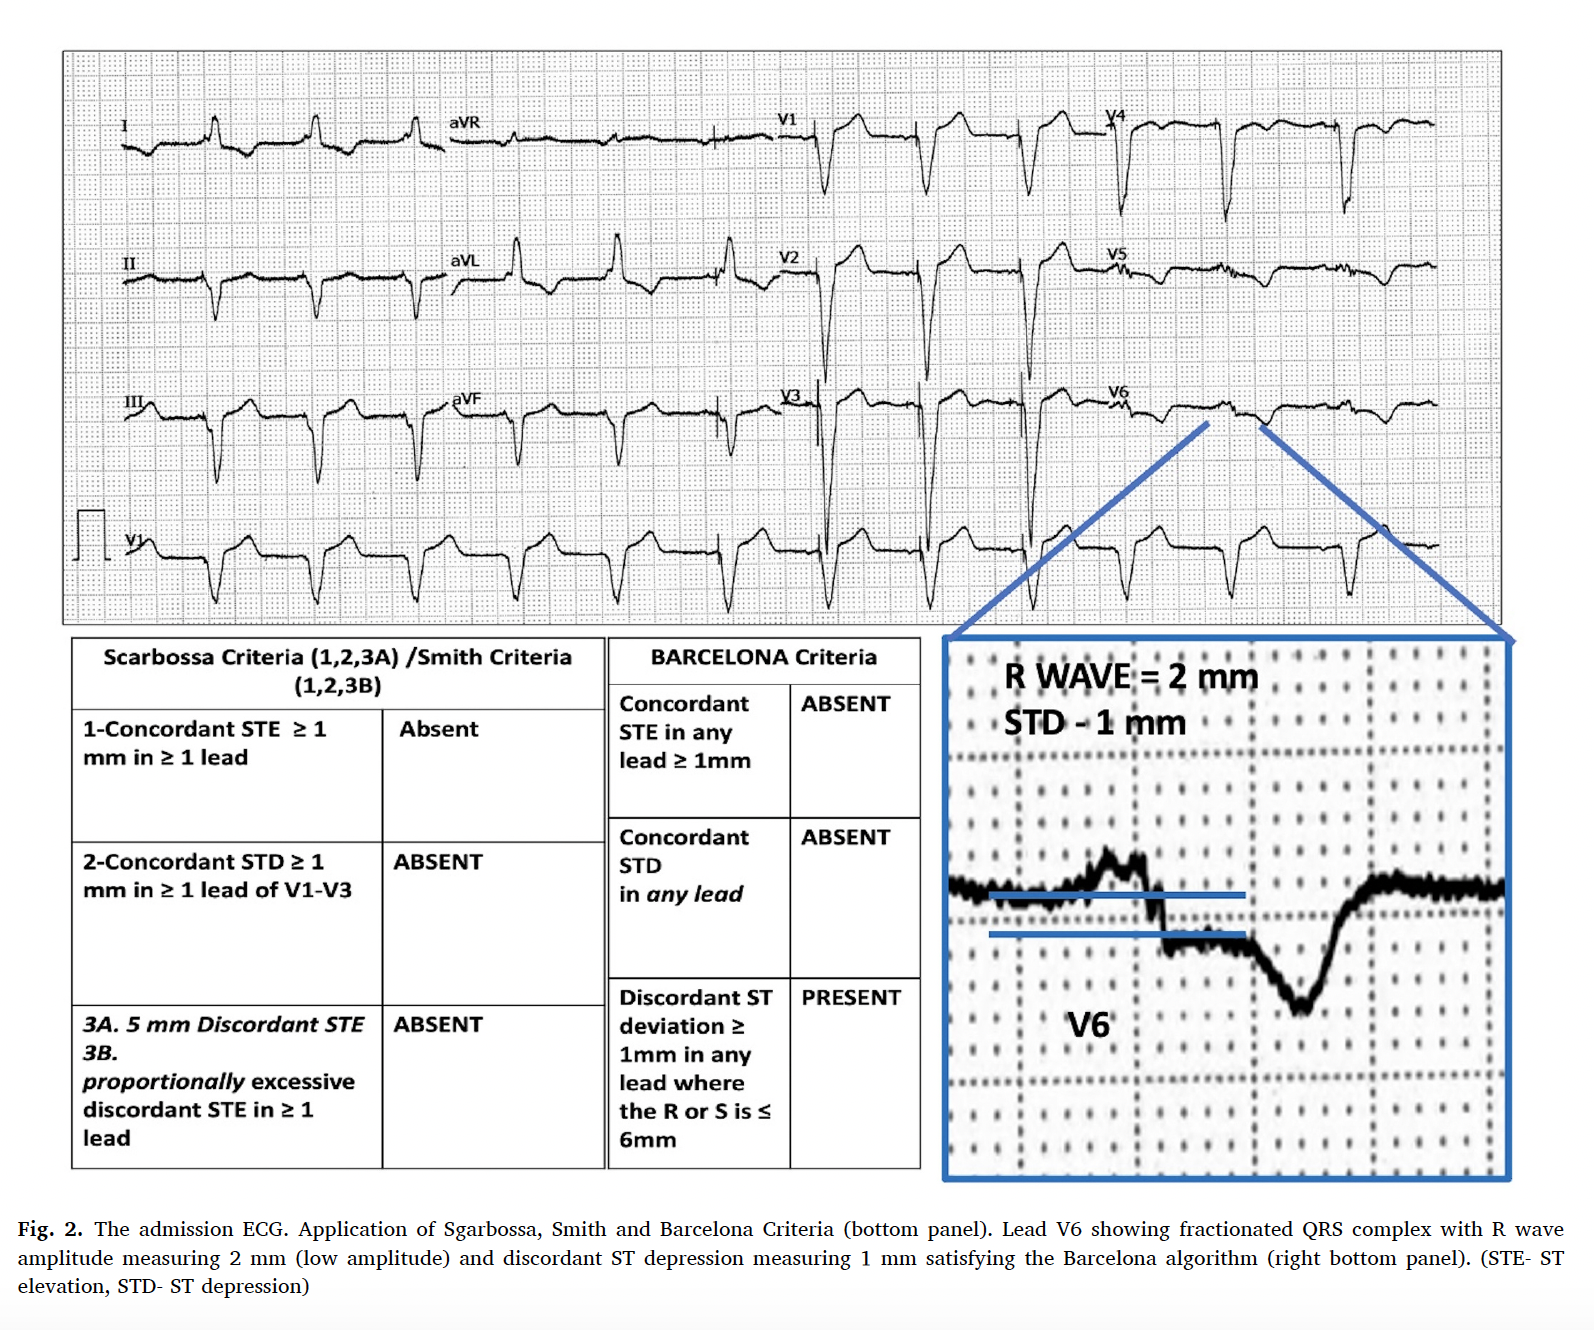 I
aVR
V1
V4
II
aVL
V2
V5
III
aVF
V3
V6
V1
Scarbossa Criteria (1,2,3A) /Smith Criteria
(1,2,3B)
1-Concordant STE ≥ 1
mm in ≥ 1 lead
Absent
2-Concordant STD ≥ 1
mm in ≥ 1 lead of V1-V3
ABSENT
3A. 5 mm Discordant STE
3B.
proportionally excessive
discordant STE in ≥ 1
lead
ABSENT
BARCELONA Criteria
Concordant
STE in any
lead ≥ 1mm
ABSENT
Concordant
STD
in any lead
ABSENT
Discordant ST
deviation ≥
1mm in any
lead where
the R or S is ≤
6mm
PRESENT
R WAVE = 2 mm
STD - 1 mm
V6
Fig. 2. The admission ECG. Application of Sgarbossa, Smith and Barcelona Criteria (bottom panel). Lead V6 showing fractionated QRS complex with R wave
amplitude measuring 2 mm (low amplitude) and discordant ST depression measuring 1 mm satisfying the Barcelona algorithm (right bottom panel). (STE- ST
elevation, STD- ST depression)